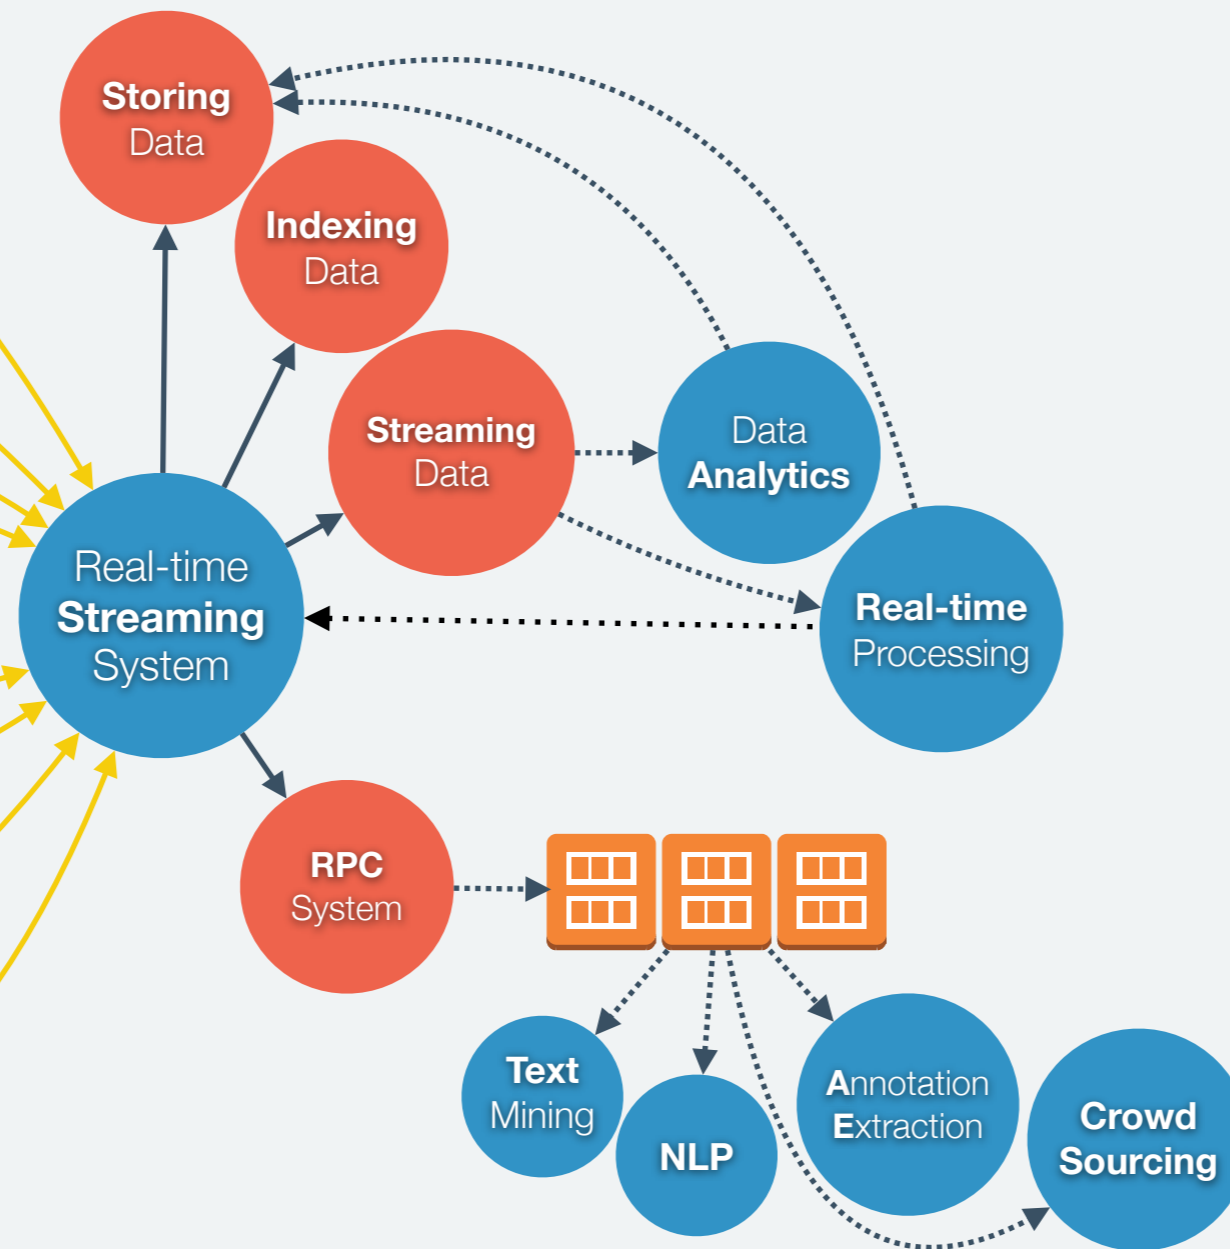 Storing
Data
Indexing
Data
Streaming
Data
Data
Analytics
Real-time
Streaming
System
Real-time
Processing
RPC
System
Text
Mining
NLP
Annotation
Extraction
Crowd
Sourcing